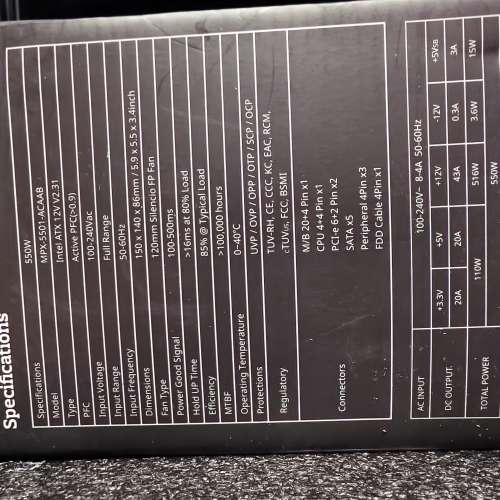 Specifications
Specifications 550W
Model MPX-5501-ACAAB
Type Intel ATX 12V V2.31
PFC Active PFC(>0.9)
Input Voltage 100-240Vac
Input Range Full Range
Input Frequency 50-60Hz
Dimensions 150 x 140 x 86mm / 5.9 x 5.5 x 3.4inch
Fan Type 120mm Silencio FP Fan
Power Good Signal 100-500ms
Hold UP Time >16ms at 80% Load
Efficiency 85% @ Typical Load
MTBF >100,000 hours
Operating Temperature 0~40°C
Protections UVP / OVP / OPP / OTP / SCP / OCP
Regulatory TUV-RH, CE, CCC, KC, EAC, RCM,
cTUVus, FCC, BSMI
Connectors
M/B 20+4 Pin x1
CPU 4+4 Pin x1
PCI-e 6+2 Pin x2
SATA x5
Peripheral 4Pin x3
FDD Cable 4Pin x1
AC INPUT 100-240V~ 8-4A 50-60Hz
DC OUTPUT +3.3V +5V +12V -12V +5VSB
20A 20A 43A 0.3A 3A
110W 516W 3.6W 15W
TOTAL POWER 550W